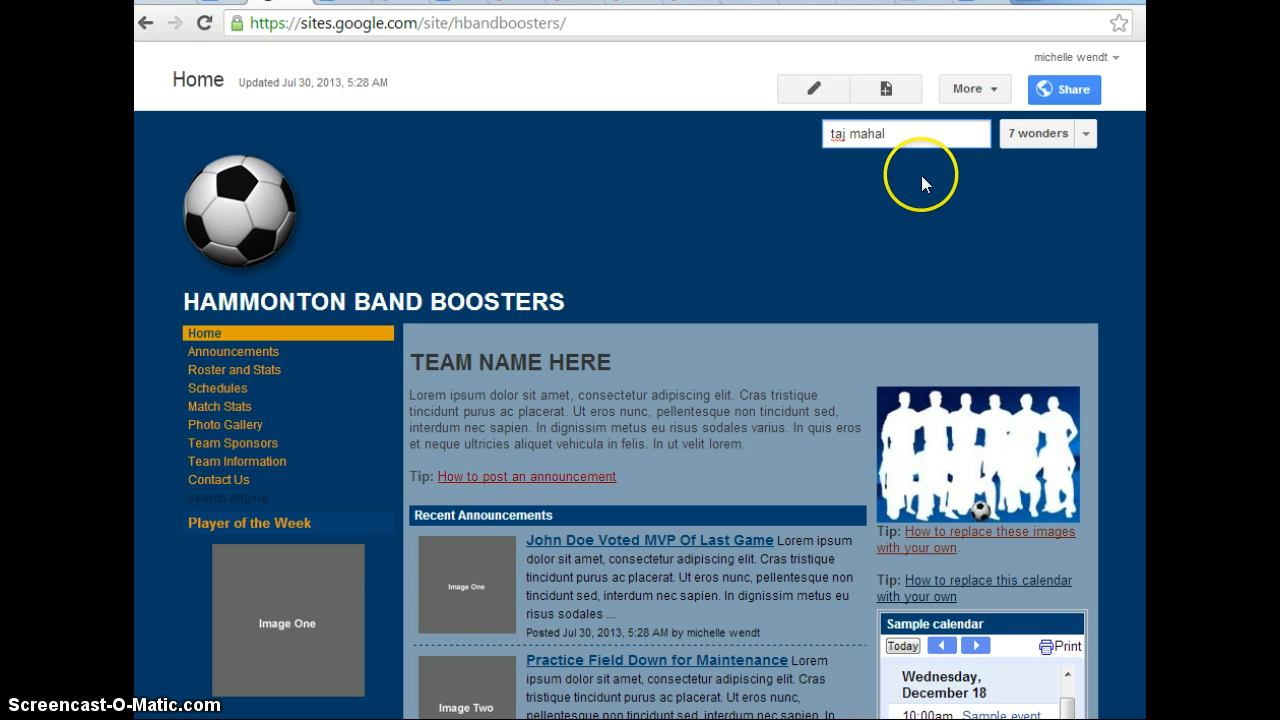 https://sites.google.com/site/hbandboosters/
michelle wendt
Home Updated Jul 30, 2013, 5:28 AM
More
Share
taj mahal
7 wonders
HAMMONTON BAND BOOSTERS
Home
Announcements
Roster and Stats
Schedules
Match Stats
Photo Gallery
Team Sponsors
Team Information
Contact Us
search engine
Player of the Week
Image One
TEAM NAME HERE
Lorem ipsum dolor sit amet, consectetur adipiscing elit. Cras tristique
tincidunt purus ac placerat. Ut eros nunc, pellentesque non tincidunt sed,
interdum nec sapien. In dignissim metus eu risus sodales varius. In quis eros
et neque ultricies aliquet vehicula in felis. In ut velit lorem.
Tip: How to post an announcement
Recent Announcements
Image One
John Doe Voted MVP Of Last Game Lorem ipsum
dolor sit amet, consectetur adipiscing elit. Cras tristique
tincidunt purus ac placerat. Ut eros nunc, pellentesque non
tincidunt sed, interdum nec sapien. In dignissim metus eu
risus sodales ...
Posted Jul 30, 2013, 5:28 AM by michelle wendt
Image Two
Practice Field Down for Maintenance Lorem
ipsum dolor sit amet, consectetur adipiscing elit. Cras
tristique tincidunt purus ac placerat. Ut eros nunc,
pellentesque non tincidunt sed, interdum nec sapien. In
Tip: How to replace these images
with your own.
Tip: How to replace this calendar
with your own
Sample calendar
Today
Print
Wednesday,
December 18
10:00am Sample event
Screencast-O-Matic.com